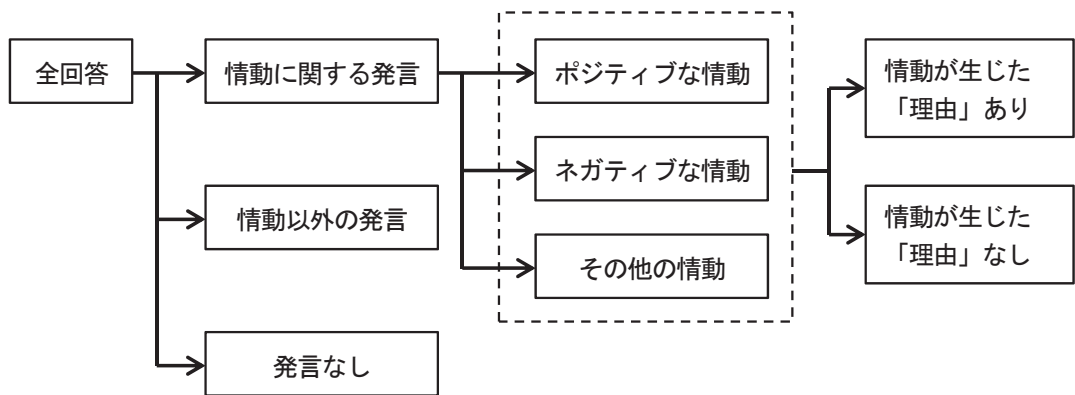 全回答
情動に関する発言
情動以外の発言
発言なし
ポジティブな情動
ネガティブな情動
その他の情動
情動が生じた
「理由」あり
情動が生じた
「理由」なし